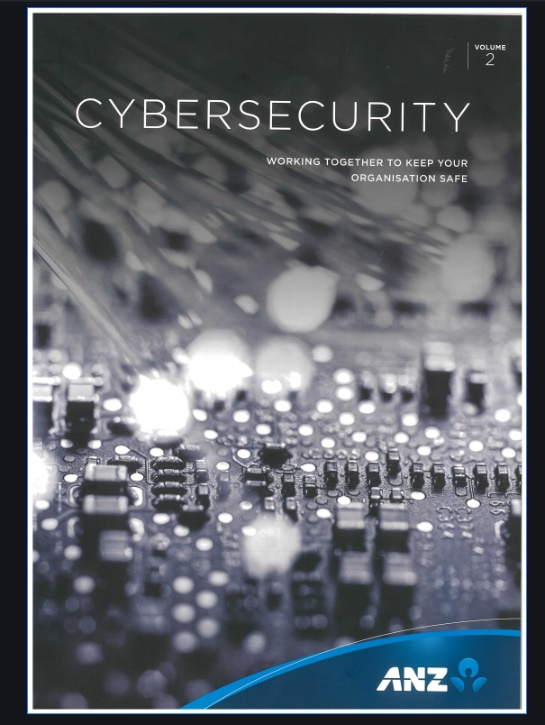 VOLUME
2
CYBERSECURITY
WORKING TOGETHER TO KEEP YOUR
ORGANISATION SAFE
ANZ